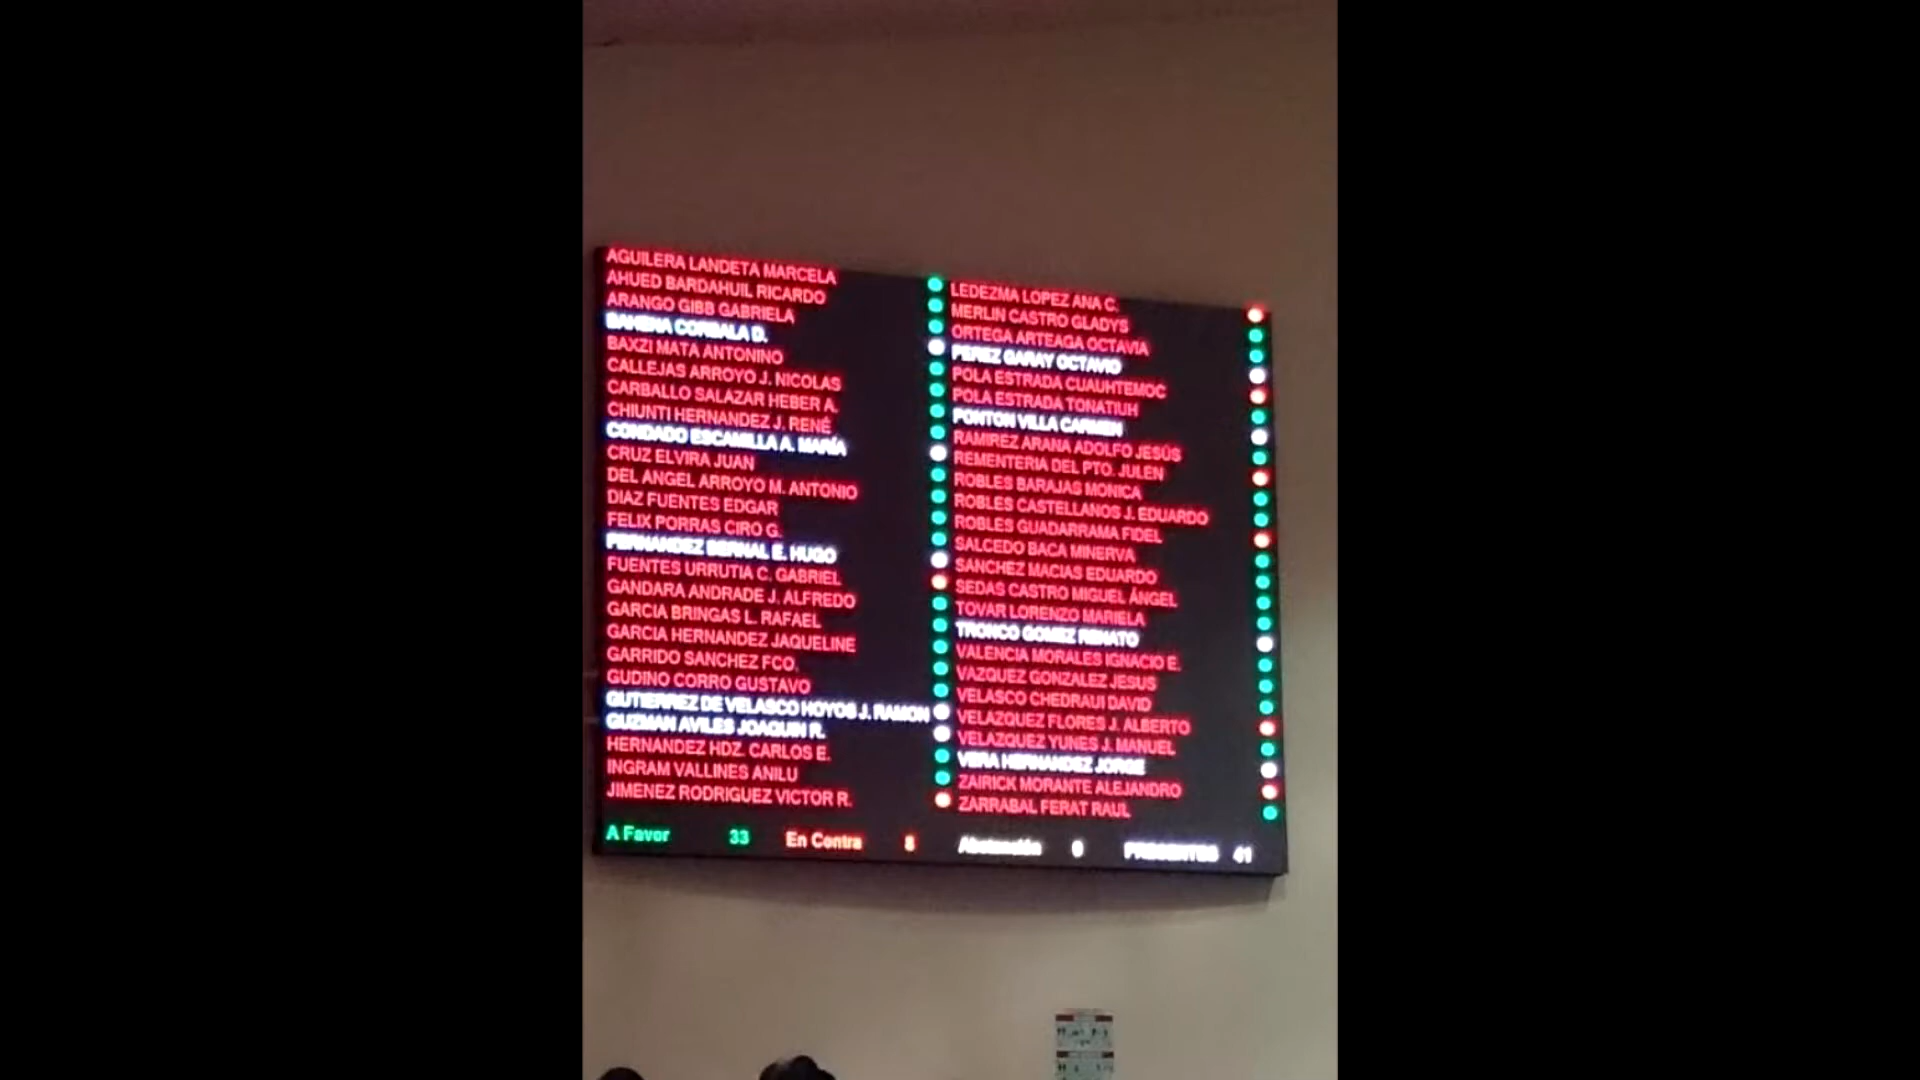 AGUILERA LANDETA MARCELA
AHUED BARDAHUIL RICARDO
ARANGO GIBB GABRIELA
BAHENA CORBALA D.
BAXZI MATA ANTONINO
CALLEJAS ARROYO J. NICOLAS
CARBALLO SALAZAR HEBER A.
CHIUNTI HERNANDEZ J. RENÉ
CONDADO ESCAMILLA A. MARÍA
CRUZ ELVIRA JUAN
DEL ANGEL ARROYO M. ANTONIO
DIAZ FUENTES EDGAR
FELIX PORRAS CIRO G.
FERNANDEZ BERNAL E. HUGO
FUENTES URRUTIA C. GABRIEL
GANDARA ANDRADE J. ALFREDO
GARCIA BRINGAS L. RAFAEL
GARCIA HERNANDEZ JAQUELINE
GARRIDO SANCHEZ FCO.
GUDINO CORRO GUSTAVO
GUTIERREZ DE VELASCO HOYOS J. RAMON
GUZMAN AVILES JOAQUIN R.
HERNANDEZ HDZ. CARLOS E.
INGRAM VALLINES ANILU
JIMENEZ RODRIGUEZ VICTOR R.
LEDEZMA LOPEZ ANA C.
MERLIN CASTRO GLADYS
ORTEGA ARTEAGA OCTAVIA
PEREZ GARAY OCTAVIO
POLA ESTRADA CUAUHTEMOC
POLA ESTRADA TONATIUH
PONTON VILLA CARMEN
RAMIREZ ARANA ADOLFO JESÚS
REMENTERIA DEL PTO. JULEN
ROBLES BARAJAS MONICA
ROBLES CASTELLANOS J. EDUARDO
ROBLES GUADARRAMA FIDEL
SALCEDO BACA MINERVA
SANCHEZ MACIAS EDUARDO
SEDAS CASTRO MIGUEL ÁNGEL
TOVAR LORENZO MARIELA
TRONCO GOMEZ RENATO
VALENCIA MORALES IGNACIO E.
VAZQUEZ GONZALEZ JESUS
VELASCO CHEDRAUI DAVID
VELAZQUEZ FLORES J. ALBERTO
VELAZQUEZ YUNES J. MANUEL
VERA HERNANDEZ JORGE
ZAIRICK MORANTE ALEJANDRO
ZARRABAL FERAT RAUL
A Favor 33 En Contra 8 Abstención 0 PRESENTES 41